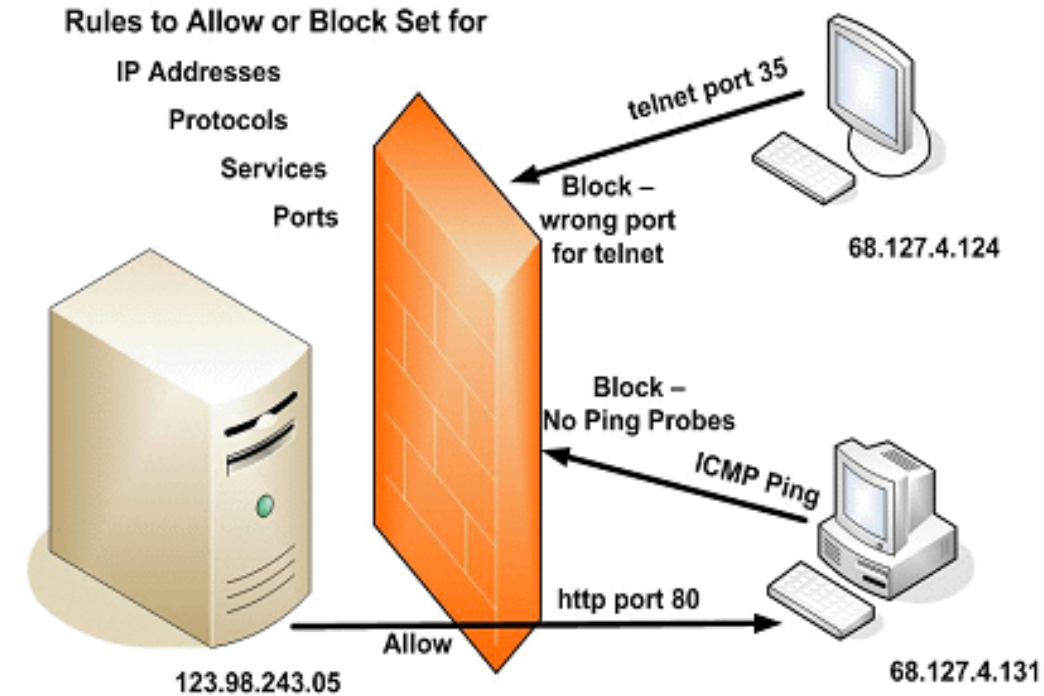 Rules to Allow or Block Set for
IP Addresses
Protocols
Services
Ports
telnet port 35
Block –
wrong port
for telnet
68.127.4.124
Block –
No Ping Probes
ICMP Ping
http port 80
Allow
123.98.243.05
68.127.4.131